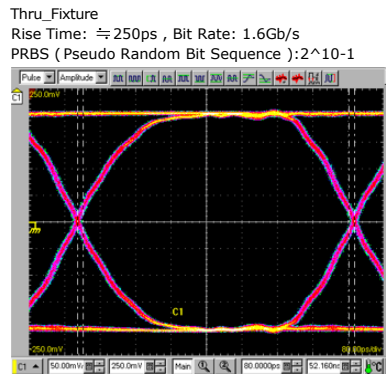 Thru_Fixture
Rise Time: ≒250ps , Bit Rate: 1.6Gb/s
PRBS (Pseudo Random Bit Sequence ):2^10-1
Pulse Amplitude
C1 250.0mV
C1
-250.0mV 80.00ps/div
C1 50.00mV 250.0mV Main 80.0000ps 52.160ns